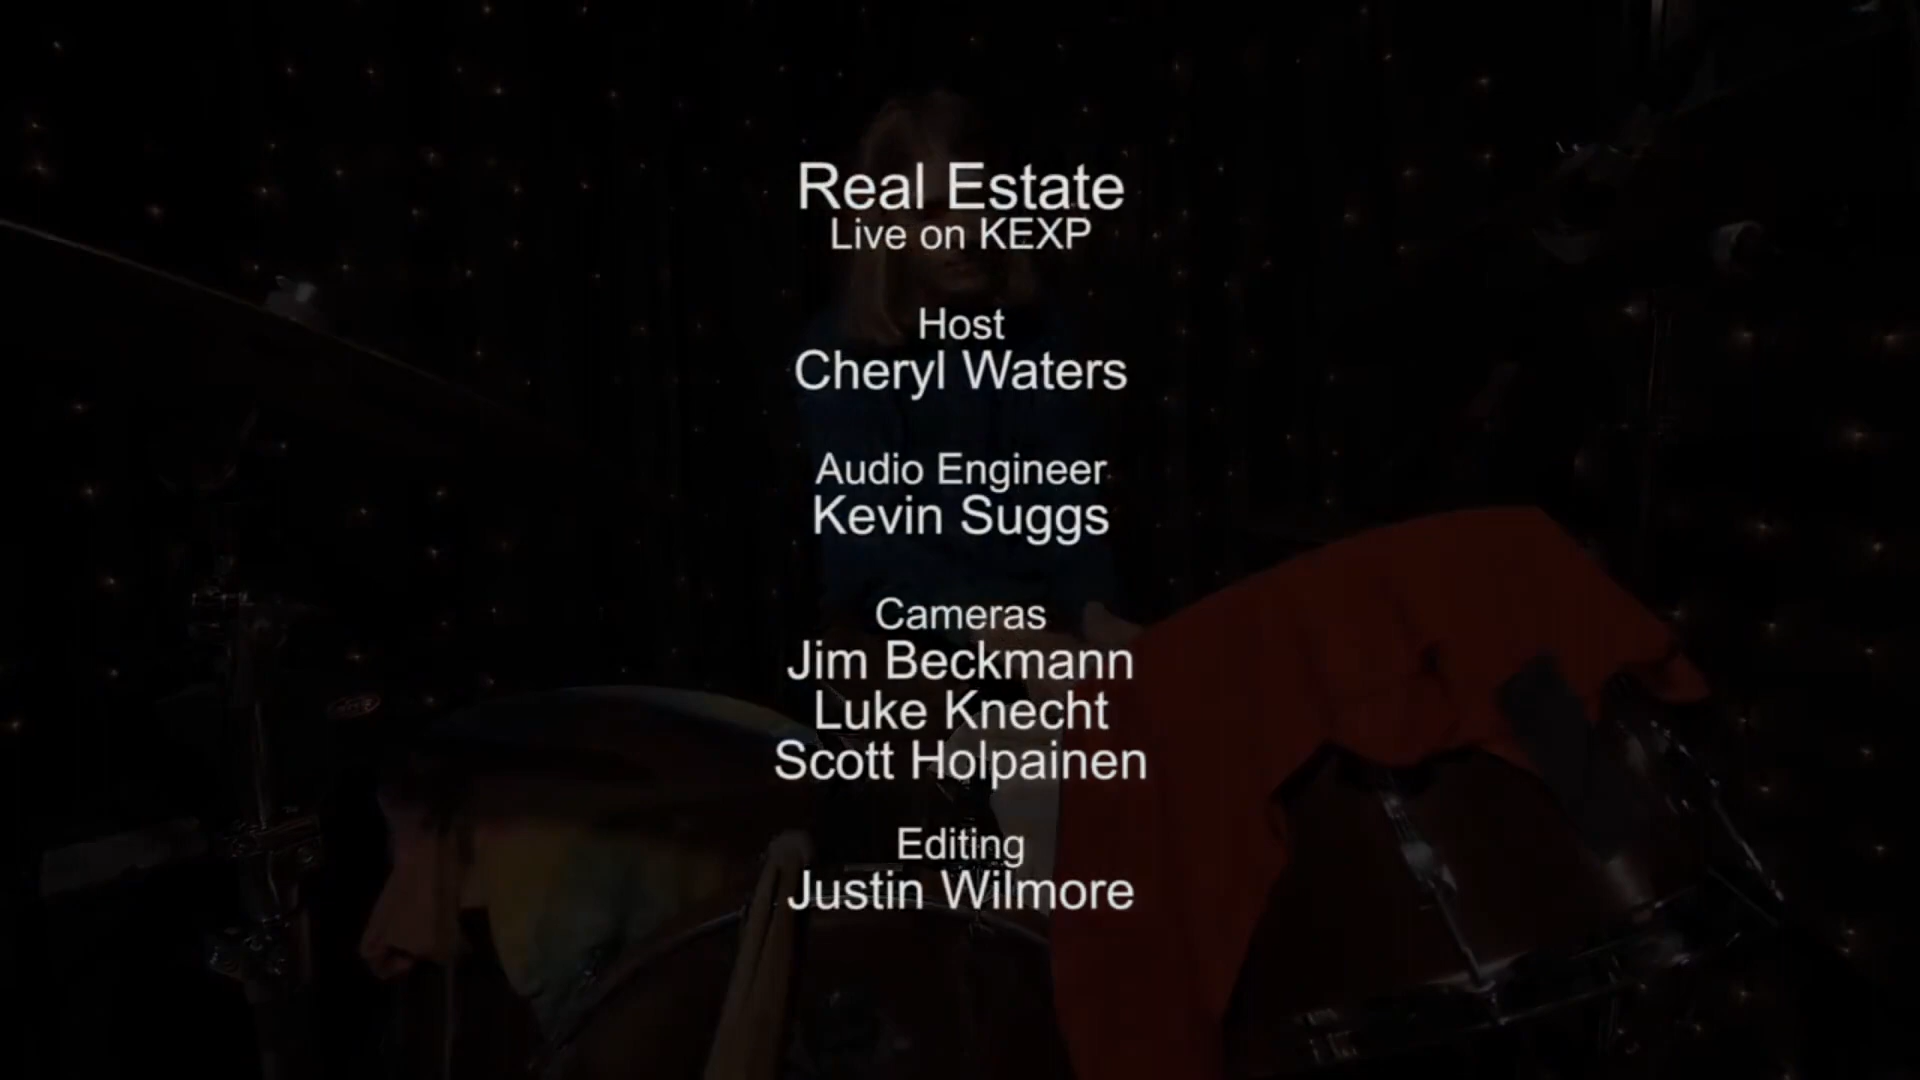 Real Estate
Live on KEXP
Host
Cheryl Waters
Audio Engineer
Kevin Suggs
Cameras
Jim Beckmann
Luke Knecht
Scott Holpainen
Editing
Justin Wilmore